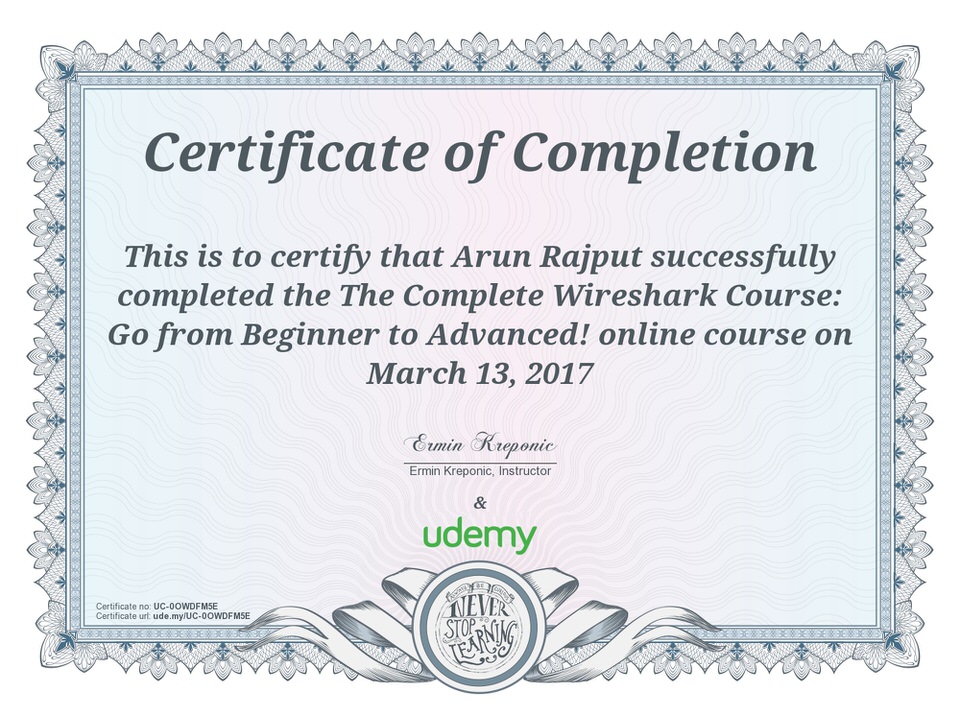 Certificate of Completion
This is to certify that Arun Rajput successfully
completed the The Complete Wireshark Course:
Go from Beginner to Advanced! online course on
March 13, 2017
Ermin Kreponic
Ermin Kreponic, Instructor
&
udemy
Certificate no: UC-0OWDFM5E
Certificate url: ude.my/UC-0OWDFM5E
NEVER
STOP
LEARNING